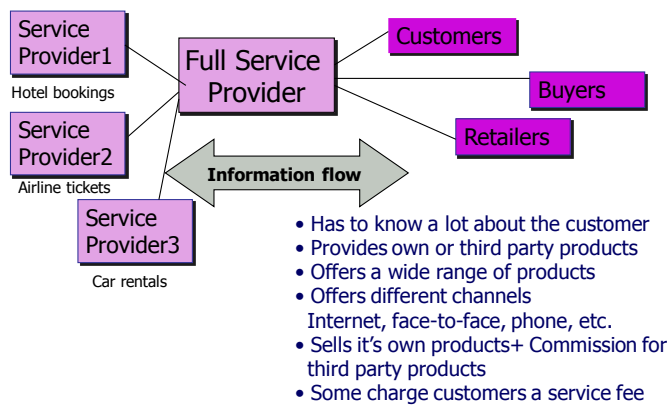 Service
Provider1
Hotel bookings
Service
Provider2
Airline tickets
Service
Provider3
Car rentals
Full Service
Provider
Customers
Buyers
Retailers
Information flow
• Has to know a lot about the customer
• Provides own or third party products
• Offers a wide range of products
• Offers different channels
Internet, face-to-face, phone, etc.
• Sells it’s own products+ Commission for
third party products
• Some charge customers a service fee